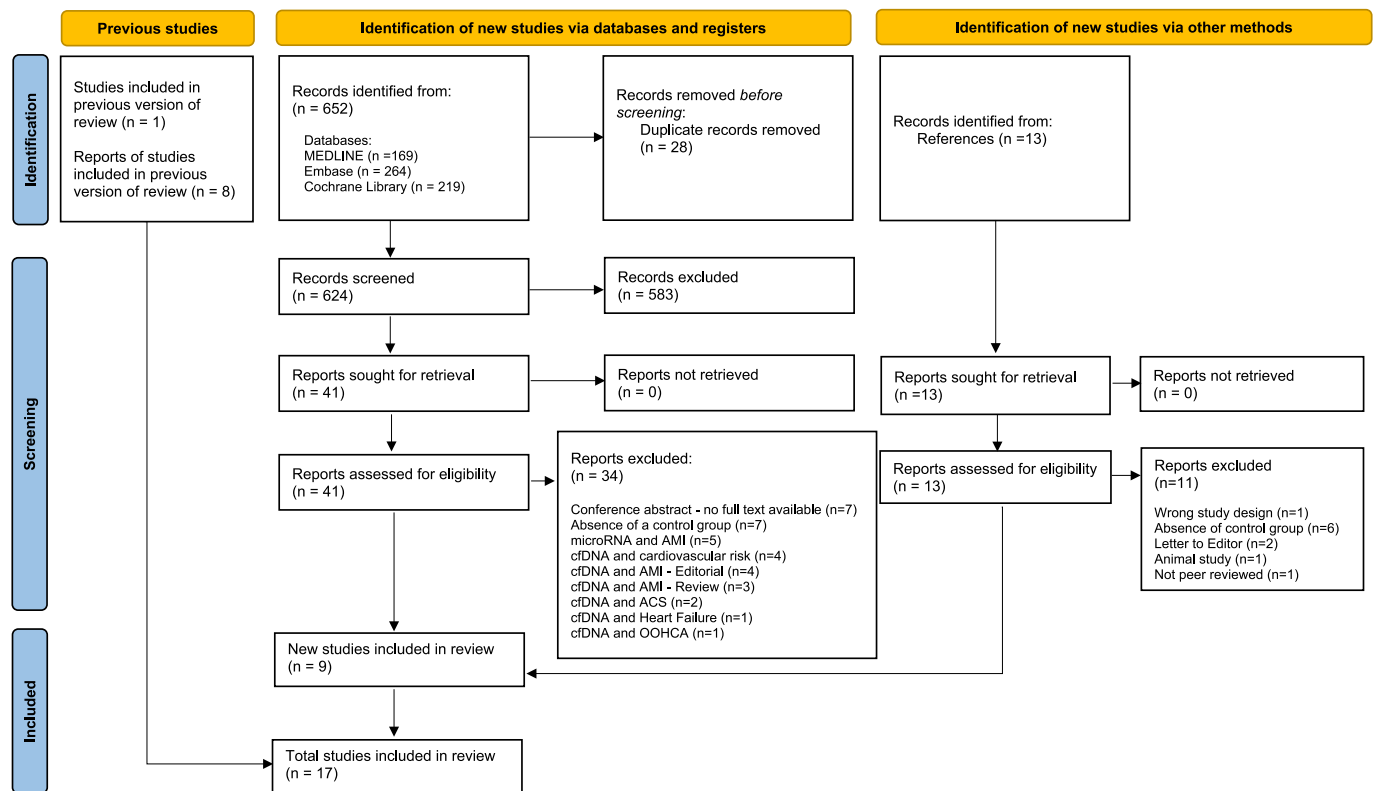 Previous studies
Identification of new studies via databases and registers
Identification of new studies via other methods
Identification
Studies included in
previous version of
review (n = 1)
Reports of studies
included in previous
version of review (n = 8)
Records identified from:
(n = 652)
Databases:
MEDLINE (n =169)
Embase (n = 264)
Cochrane Library (n = 219)
Records removed before
screening:
Duplicate records removed
(n = 28)
Records identified from:
References (n =13)
Screening
Records screened
(n = 624)
Records excluded
(n = 583)
Reports sought for retrieval
(n = 41)
Reports not retrieved
(n = 0)
Reports sought for retrieval
(n =13)
Reports not retrieved
(n = 0)
Reports assessed for eligibility
(n = 41)
Reports excluded:
(n = 34)
Conference abstract - no full text available (n=7)
Absence of a control group (n=7)
microRNA and AMI (n=5)
cfDNA and cardiovascular risk (n=4)
cfDNA and AMI - Editorial (n=4)
cfDNA and AMI - Review (n=3)
cfDNA and ACS (n=2)
cfDNA and Heart Failure (n=1)
cfDNA and OOHCA (n=1)
Reports assessed for eligibility
(n = 13)
Reports excluded
(n=11)
Wrong study design (n=1)
Absence of control group (n=6)
Letter to Editor (n=2)
Animal study (n=1)
Not peer reviewed (n=1)
Included
New studies included in review
(n = 9)
Total studies included in review
(n = 17)